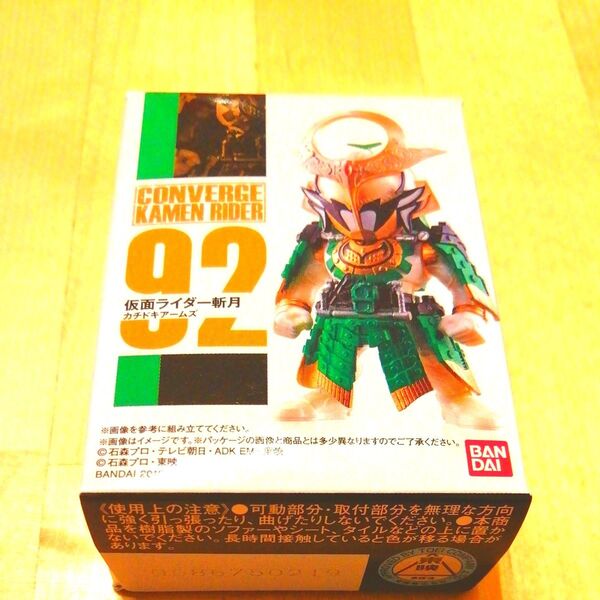 CONVERGE
KAMEN RIDER
92
仮面ライダー斬月
カチドキアームズ
※画像を参考に組み立ててください。
※画像はイメージです。※パッケージの画像と商品とは多少異なりますのでご了承ください。
©石森プロ・テレビ朝日・ADK EM・東映
©石森プロ・東映
BANDAI
BAN
DAI
《使用上の注意》●可動部分・取付部分を無理な方向
に強く引っ張ったり、曲げたりしないでください。●本商
品を樹脂製のソファーやシート、タイルなどの上に置か
ないでください。長時間接触していると色が移る場合が
あります。
東映